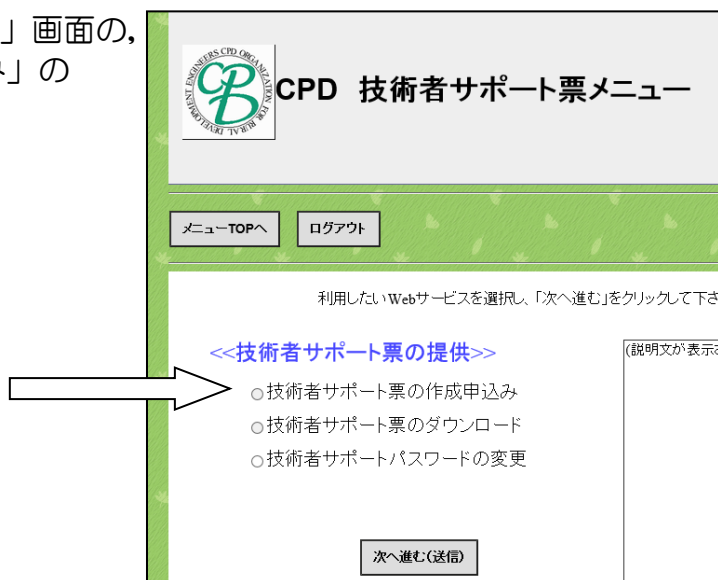 」画面の,
」の
ENGINEERS CPD ORGANIZATION FOR RURAL DEVELOPMENT
CPD 技術者サポート票メニュー
メニューTOPへ
ログアウト
利用したいWebサービスを選択し、「次へ進む」をクリックして下さ
<<技術者サポート票の提供>>
(説明文が表示
技術者サポート票の作成申込み
技術者サポート票のダウンロード
技術者サポートパスワードの変更
次へ進む(送信)